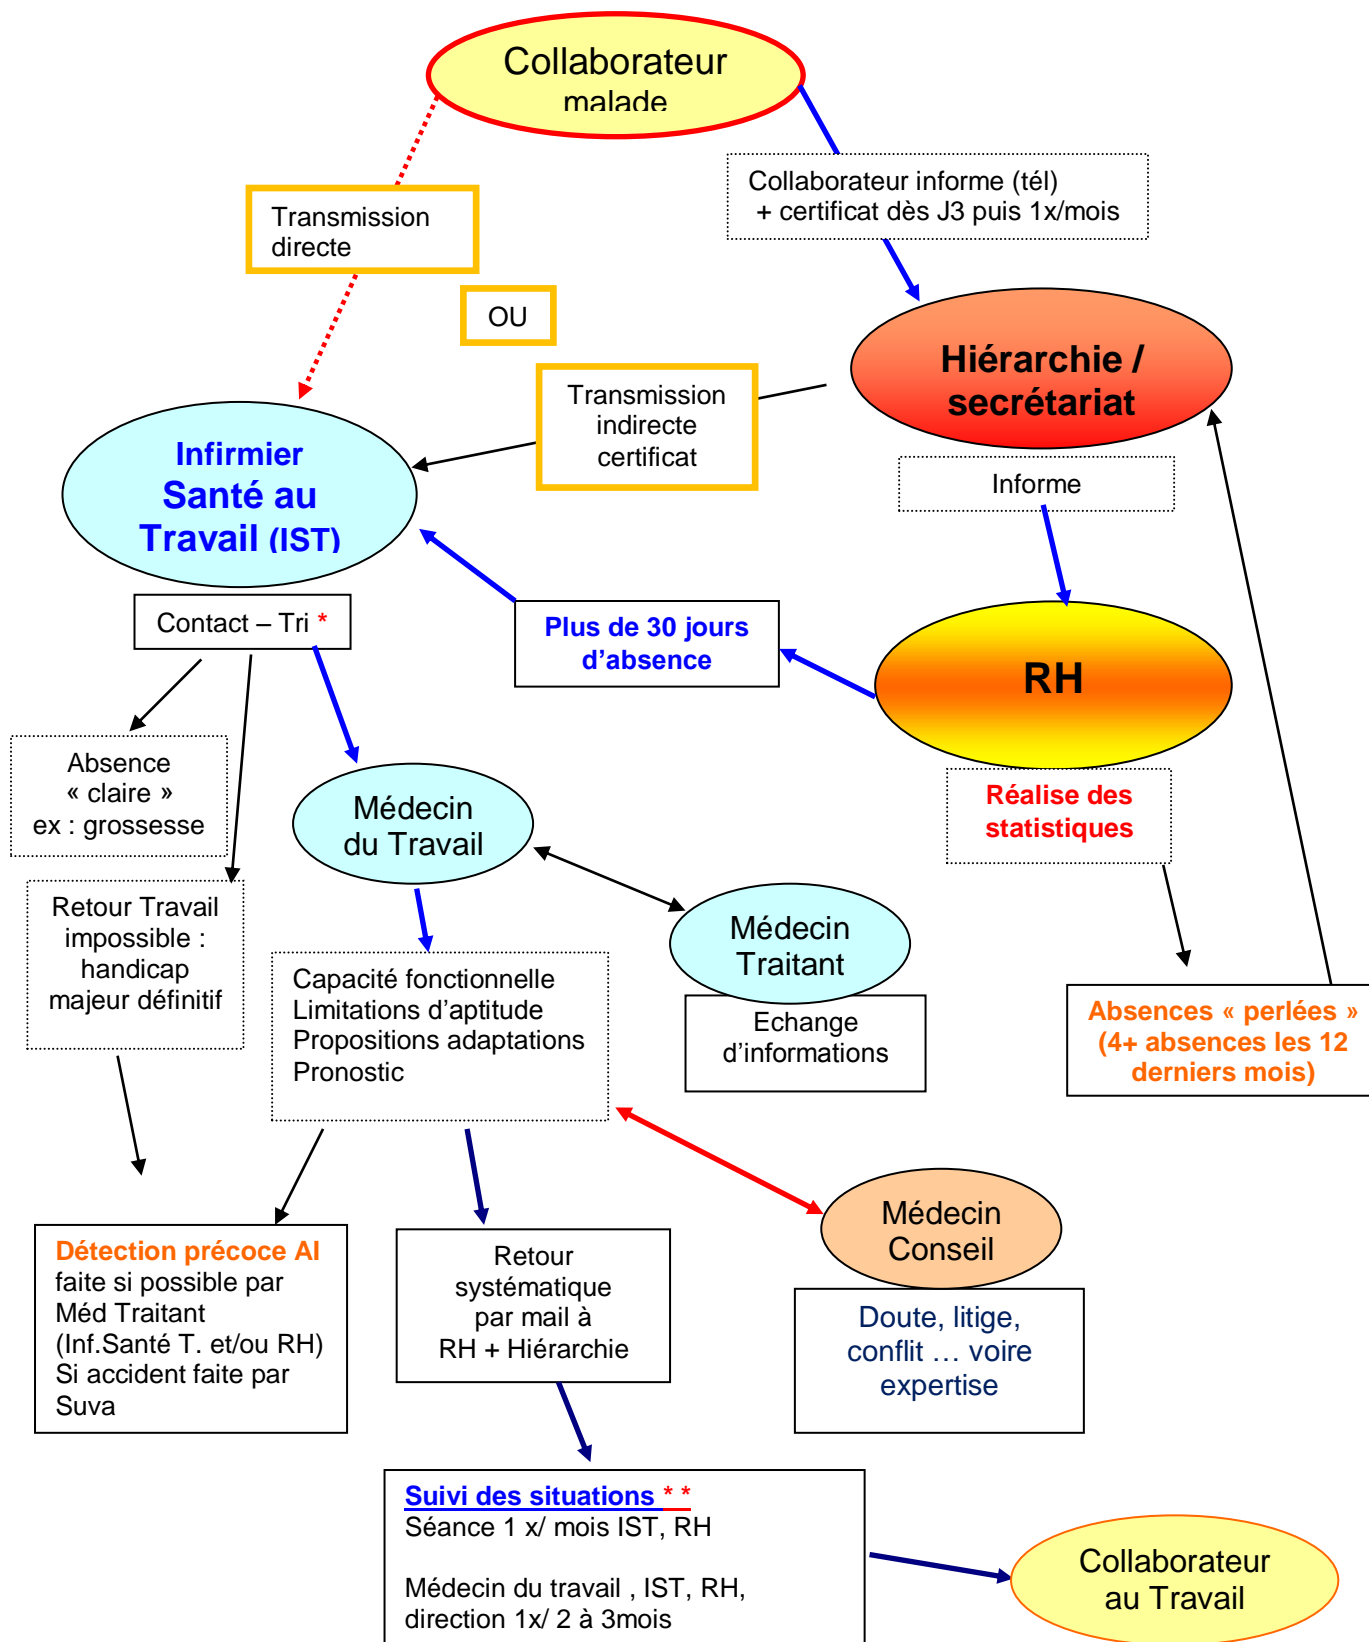 Collaborateur
malade
Collaborateur informe (tél)
+ certificat dès J3 puis 1x/mois
Transmission
directe
OU
Hiérarchie /
secrétariat
Transmission
indirecte
certificat
Infirmier
Santé au
Travail (IST)
Informe
Contact – Tri *
Plus de 30 jours
d’absence
RH
Absence
« claire »
ex : grossesse
Réalise des
statistiques
Médecin
du Travail
Retour Travail
impossible :
handicap
majeur définitif
Médecin
Traitant
Capacité fonctionnelle
Limitations d’aptitude
Propositions adaptations
Pronostic
Echange
d’informations
Absences « perlées »
(4+ absences les 12
derniers mois)
Médecin
Conseil
Détection précoce AI
faite si possible par
Méd Traitant
(Inf.Santé T. et/ou RH)
Si accident faite par
Suva
Retour
systématique
par mail à
RH + Hiérarchie
Doute, litige,
conflit … voire
expertise
Suivi des situations * *
Séance 1 x/ mois IST, RH
Médecin du travail , IST, RH,
direction 1x/ 2 à 3mois
Collaborateur
au Travail